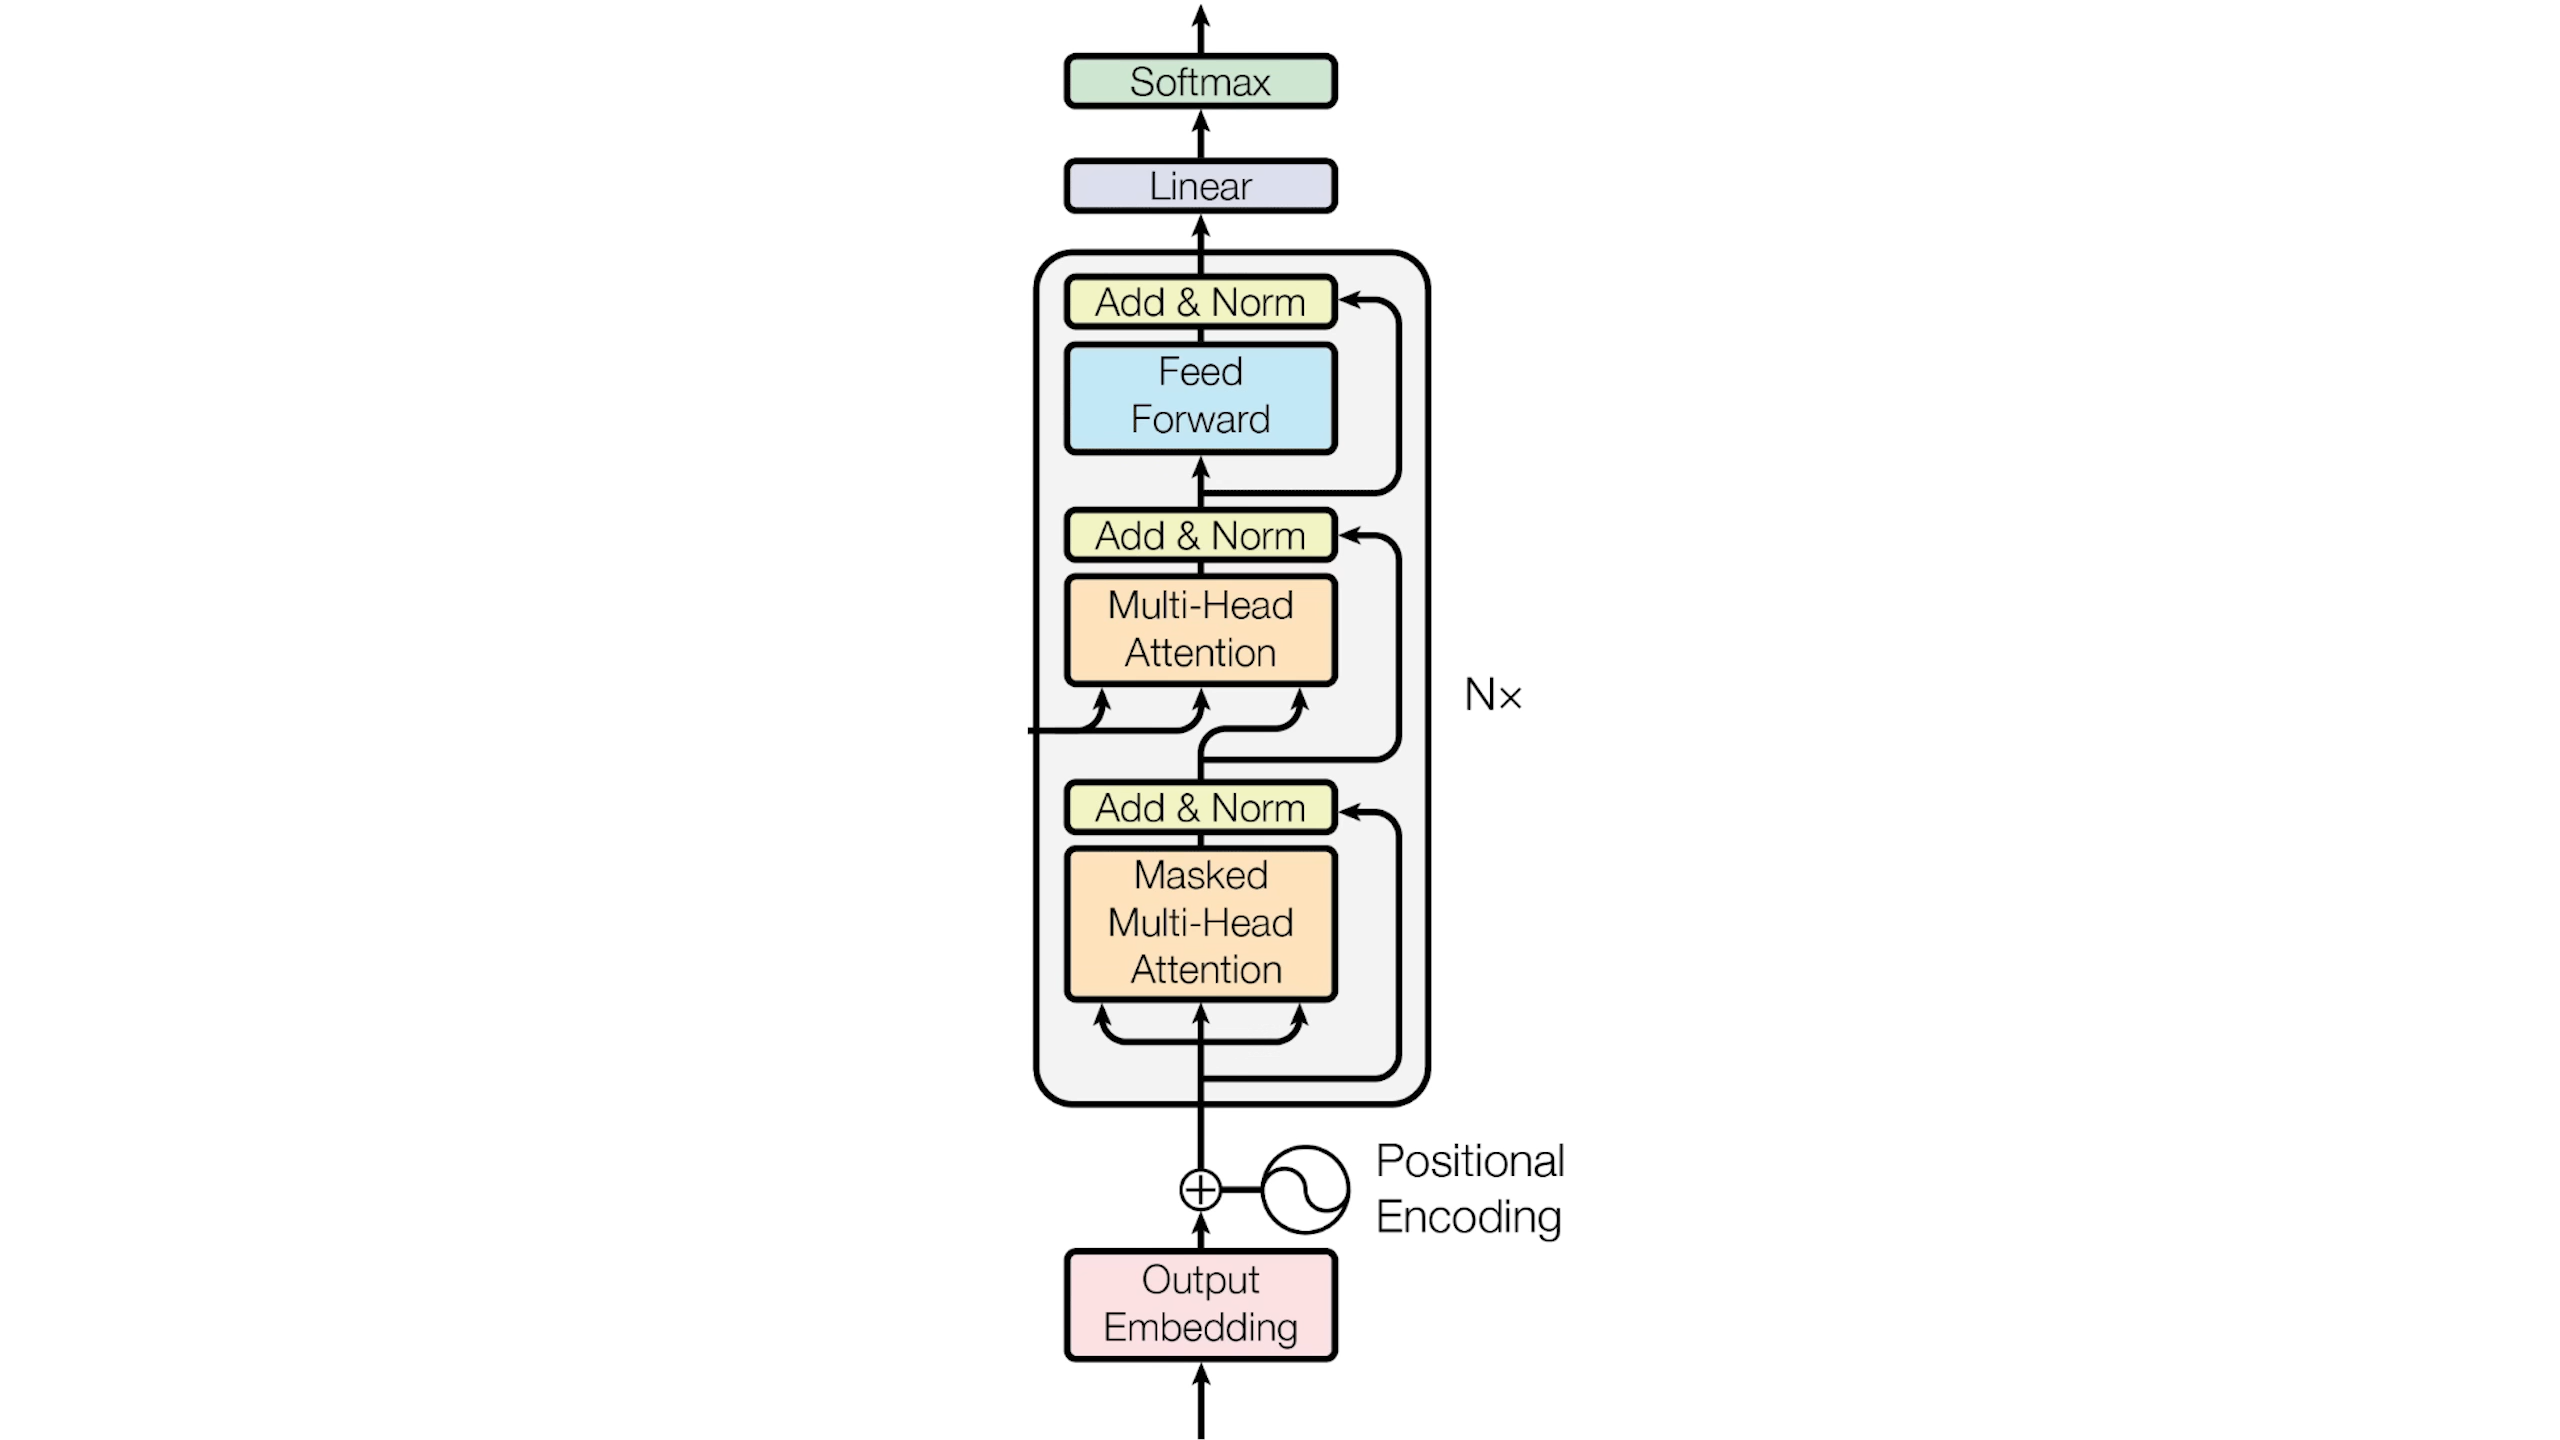 Softmax
Linear
Add & Norm
Feed
Forward
Add & Norm
Multi-Head
Attention
N×
Add & Norm
Masked
Multi-Head
Attention
Positional
Encoding
Output
Embedding